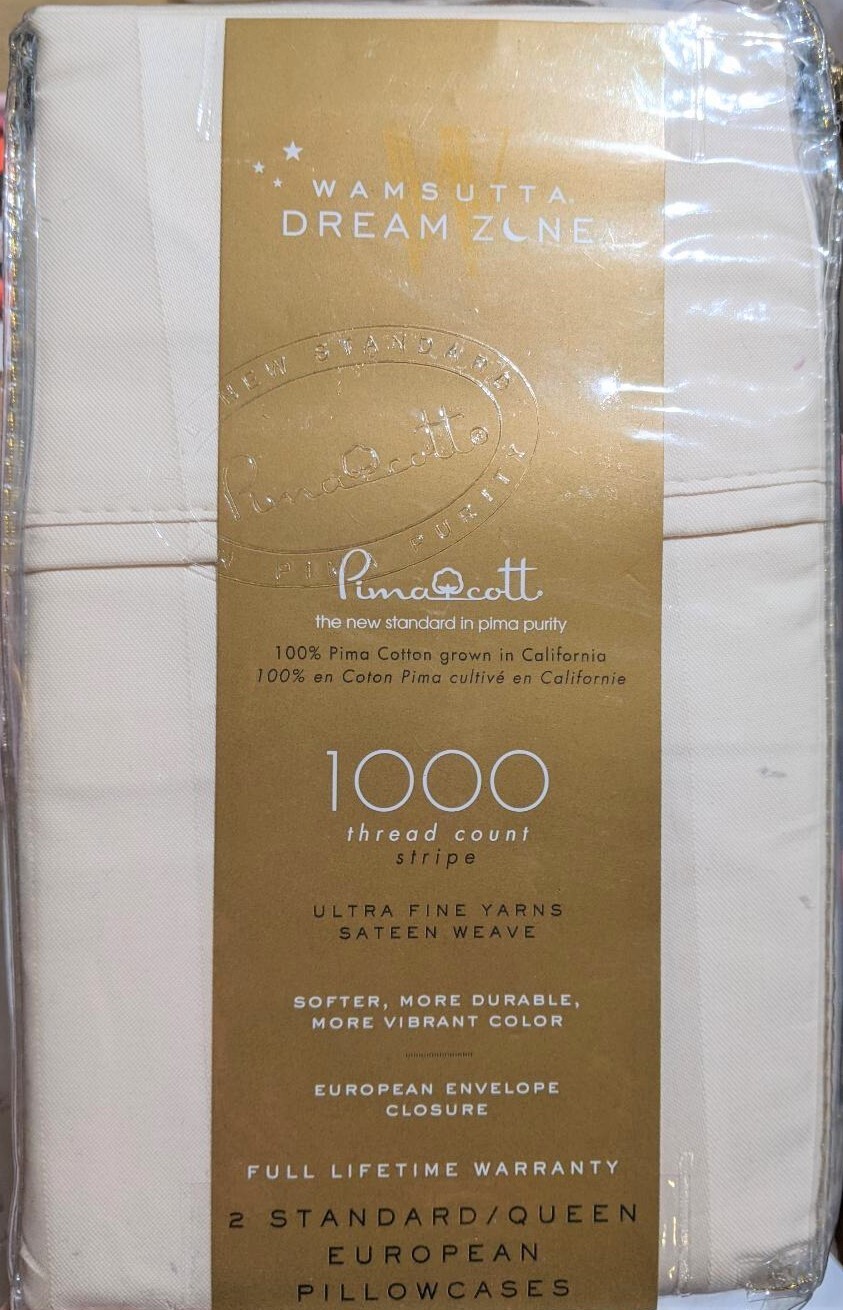 WAMSUTTA®
DREAM ZONE
NEW STANDARD
PimaCott®
PIMA PURITY
PimaCott
the new standard in pima purity
100% Pima Cotton grown in California
100% en Coton Pima cultivé en Californie
1000
thread count
stripe
ULTRA FINE YARNS
SATEEN WEAVE
SOFTER, MORE DURABLE,
MORE VIBRANT COLOR
EUROPEAN ENVELOPE
CLOSURE
FULL LIFETIME WARRANTY
2 STANDARD/QUEEN
EUROPEAN
PILLOWCASES